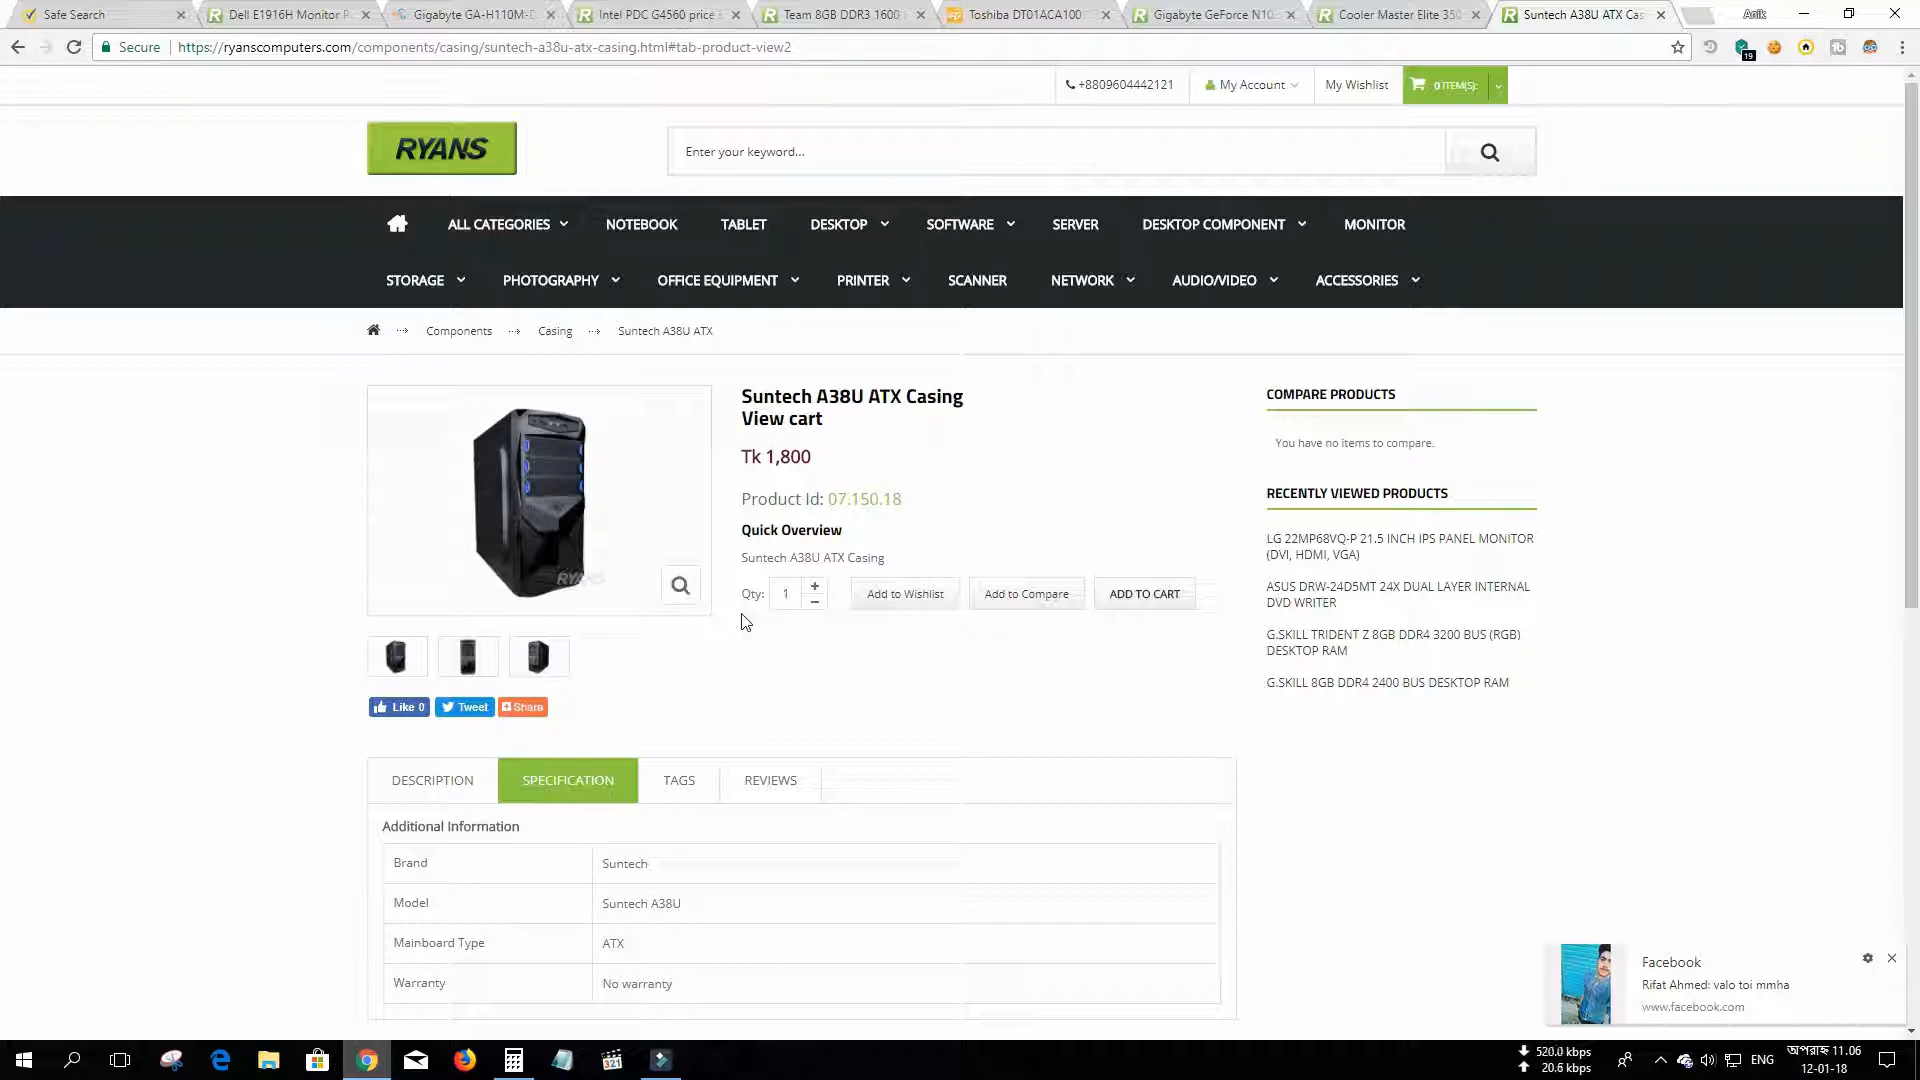 Safe Search
Dell E1916H Monitor P
Gigabyte GA-H110M-D
Intel PDC G4560 price
Team 8GB DDR3 1600
Toshiba DT01ACA100
Gigabyte GeForce N10
Cooler Master Elite 350
Suntech A38U ATX Cas
Anik
Secure
https://ryanscomputers.com/components/casing/suntech-a38u-atx-casing.html#tab-product-view2
19
+8809604442121
My Account
My Wishlist
0 ITEM(S):
RYANS
Enter your keyword...
ALL CATEGORIES
NOTEBOOK
TABLET
DESKTOP
SOFTWARE
SERVER
DESKTOP COMPONENT
MONITOR
STORAGE
PHOTOGRAPHY
OFFICE EQUIPMENT
PRINTER
SCANNER
NETWORK
AUDIO/VIDEO
ACCESSORIES
Components
Casing
Suntech A38U ATX
Suntech A38U ATX Casing
View cart
Tk 1,800
Product Id: 07.150.18
Quick Overview
Suntech A38U ATX Casing
Qty: 1
Add to Wishlist
Add to Compare
ADD TO CART
RYANS
Like 0
Tweet
Share
COMPARE PRODUCTS
You have no items to compare.
RECENTLY VIEWED PRODUCTS
LG 22MP68VQ-P 21.5 INCH IPS PANEL MONITOR
(DVI, HDMI, VGA)
ASUS DRW-24D5MT 24X DUAL LAYER INTERNAL
DVD WRITER
G.SKILL TRIDENT Z 8GB DDR4 3200 BUS (RGB)
DESKTOP RAM
G.SKILL 8GB DDR4 2400 BUS DESKTOP RAM
DESCRIPTION
SPECIFICATION
TAGS
REVIEWS
Additional Information
Brand Suntech
Model Suntech A38U
Mainboard Type ATX
Warranty No warranty
Facebook
Rifat Ahmed: valo toi mmha
www.facebook.com
321
520.0 kbps
20.6 kbps
ENG
অপরাহ্ন 11.06
12-01-18